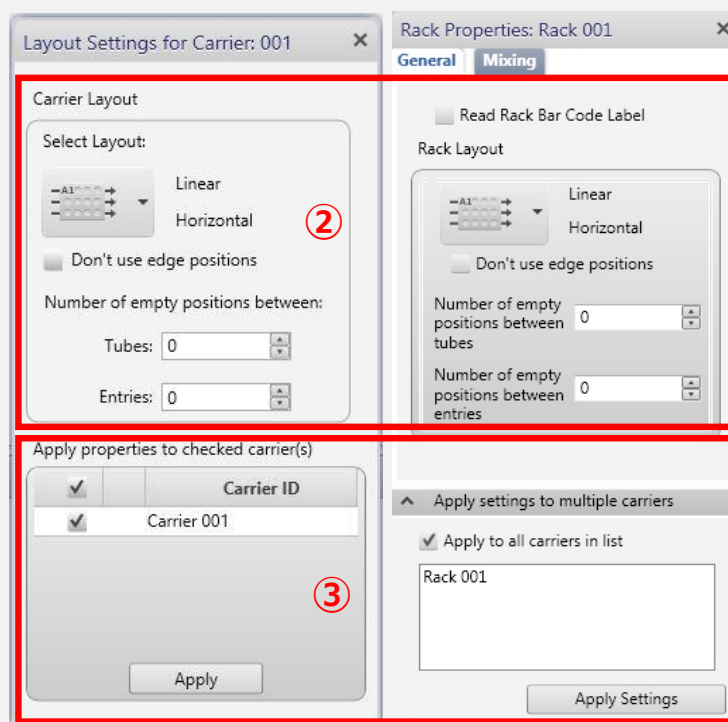 Layout Settings for Carrier: 001
Carrier Layout
Select Layout:
A1
Linear
Horizontal
②
Don't use edge positions
Number of empty positions between:
Tubes: 0
Entries: 0
Apply properties to checked carrier(s)
Carrier ID
Carrier 001
③
Apply
Rack Properties: Rack 001
General Mixing
Read Rack Bar Code Label
Rack Layout
A1
Linear
Horizontal
Don't use edge positions
Number of empty
positions between 0
tubes
Number of empty
positions between 0
entries
Apply settings to multiple carriers
Apply to all carriers in list
Rack 001
Apply Settings